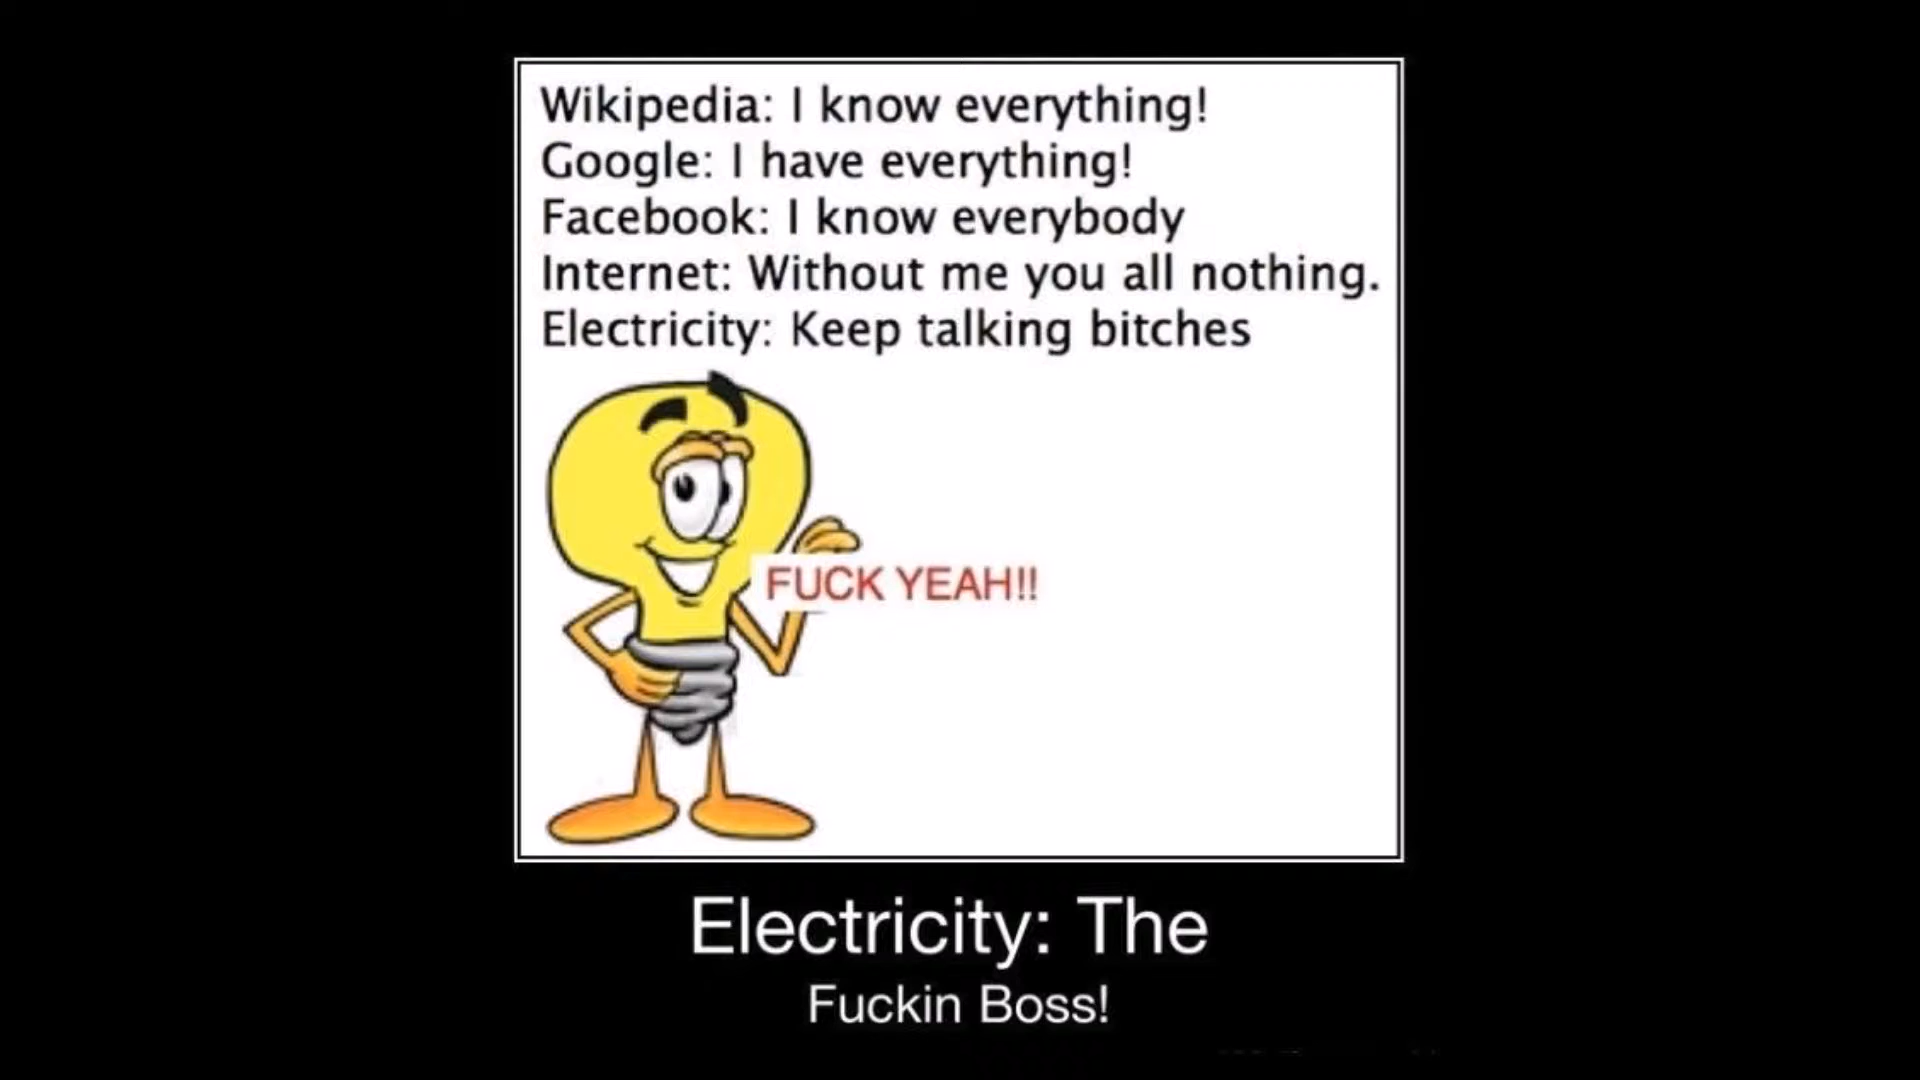 Wikipedia: I know everything!
Google: I have everything!
Facebook: I know everybody
Internet: Without me you all nothing.
Electricity: Keep talking bitches
FUCK YEAH!!
Electricity: The
Fuckin Boss!